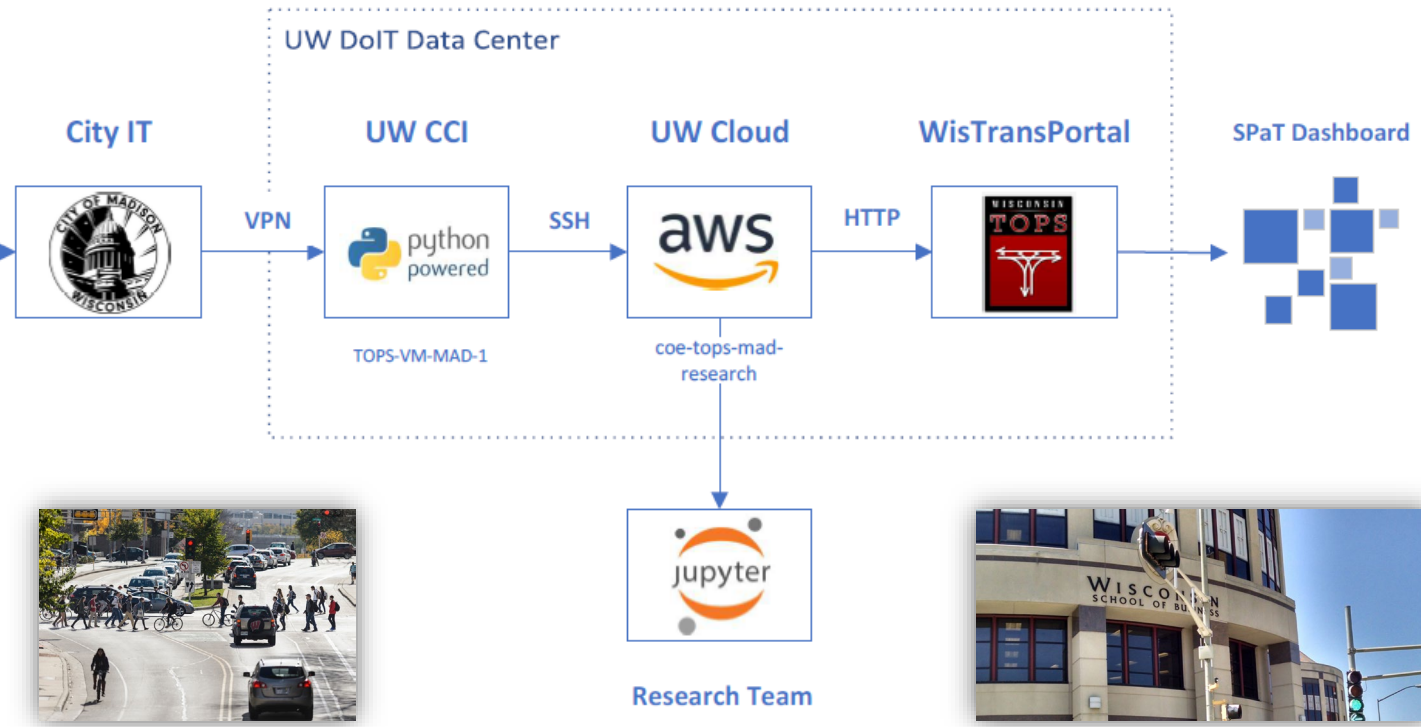 UW DoIT Data Center
City IT
UW CCI
UW Cloud
WisTransPortal
SPaT Dashboard
CITY OF MADISON
WISCONSIN
VPN
python
powered
SSH
aws
HTTP
WISCONSIN
TOPS
TOPS-VM-MAD-1
coe-tops-mad-
research
jupyter
Research Team
WISCONSIN
SCHOOL OF BUSINESS